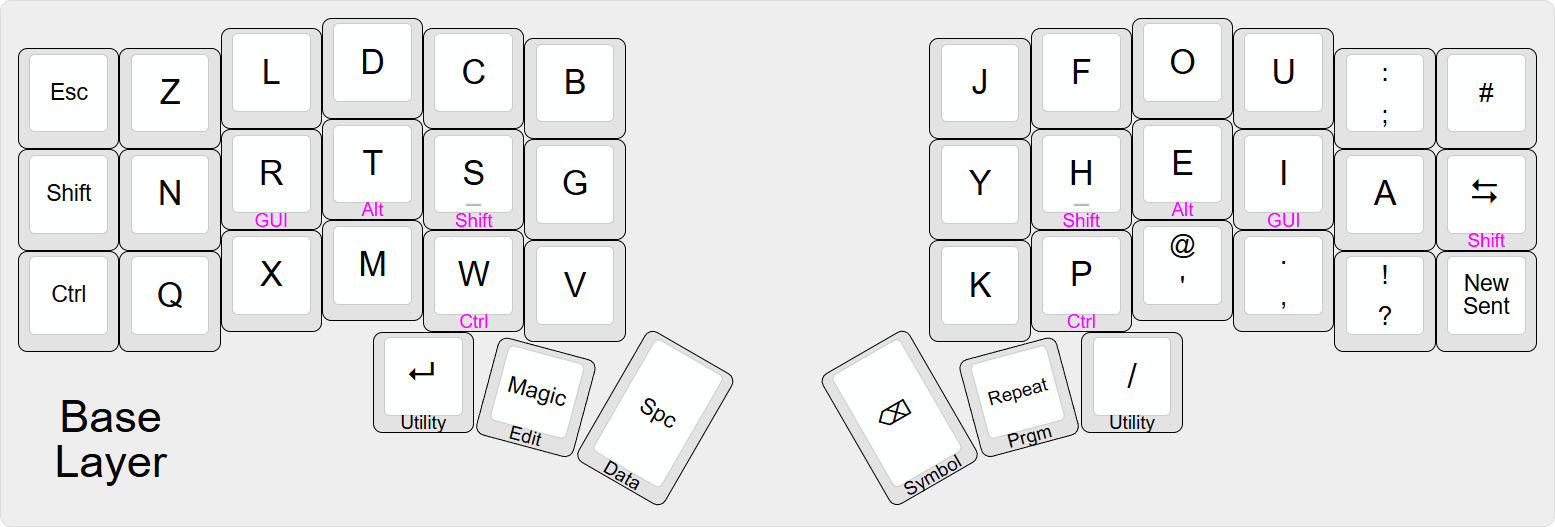 Esc Z L D C B J F O U : ; #
Shift N R T S G Y H E I A ⇆
GUI Alt Shift Shift Alt GUI Shift
Ctrl Q X M W V K P @ ' . , ! ? New Sent
Ctrl Ctrl
↵ Magic Spc ⌫ Repeat /
Utility Edit Data Symbol Prgm Utility
Base
Layer